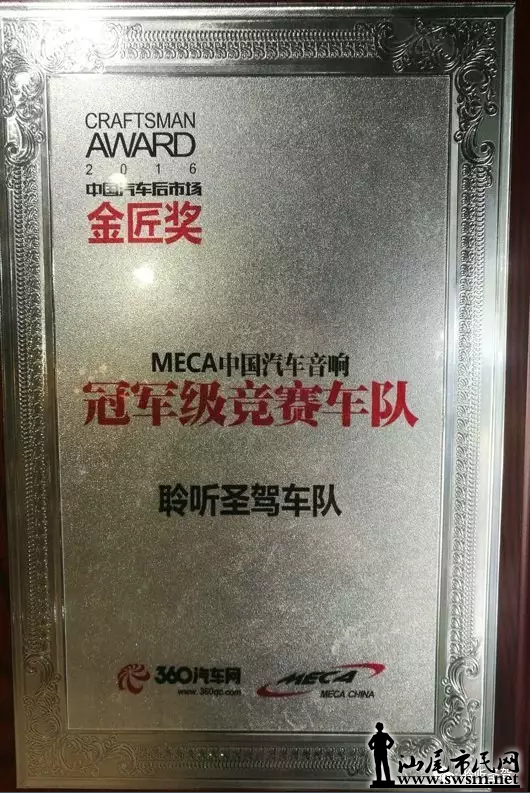 CRAFTSMAN
AWARD
2016
中国汽车后市场
金匠奖
MECA中国汽车音响
冠军级竞赛车队
聆听圣驾车队
360汽车网
www.360qc.com
MECA
MECA CHINA
汕尾市民网
www.swsm.net